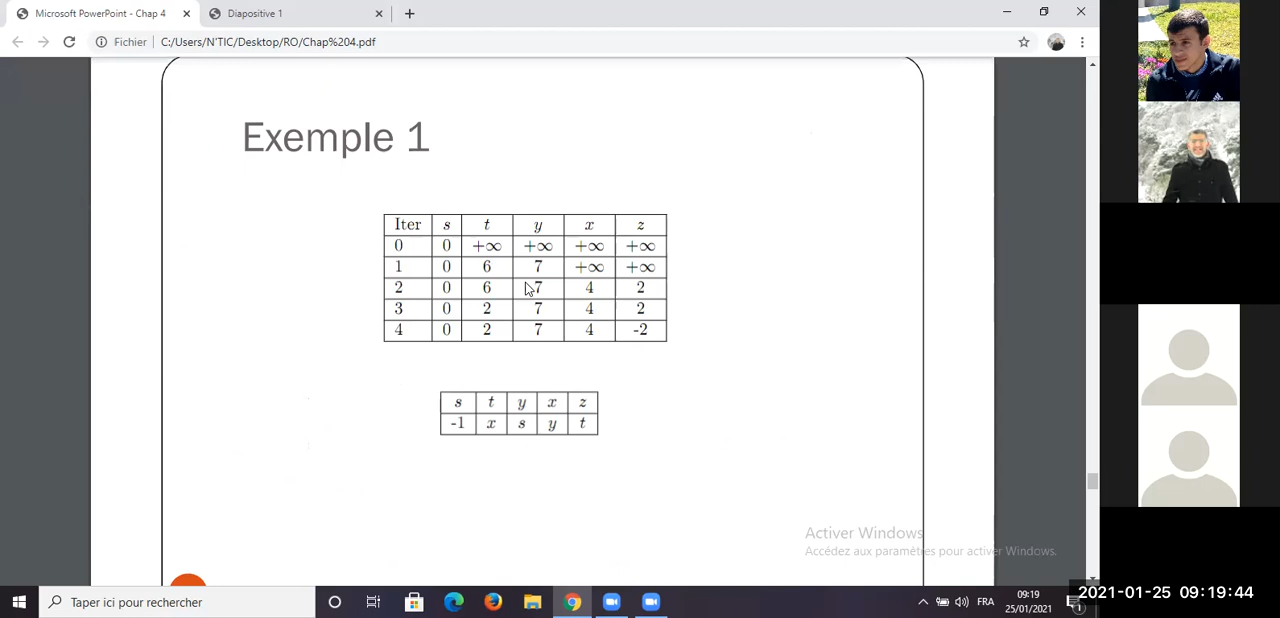 Microsoft PowerPoint - Chap 4
Diapositive 1
Fichier C:/Users/N'TIC/Desktop/RO/Chap%204.pdf
Exemple 1
Iter s t y x z
0 0 +∞ +∞ +∞ +∞
1 0 6 7 +∞ +∞
2 0 6 7 4 2
3 0 2 7 4 2
4 0 2 7 4 -2
s t y x z
-1 x s y t
Activer Windows
Accédez aux paramètres pour activer Windows.
Taper ici pour rechercher
FRA
09:19
25/01/2021
1
2021-01-25 09:19:44